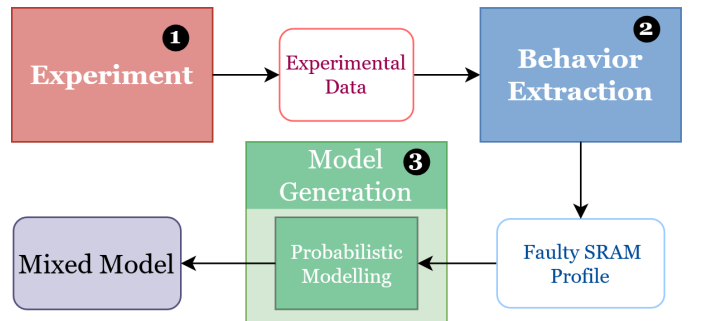 1
Experiment
Experimental
Data
2
Behavior
Extraction
Model
Generation
3
Mixed Model
Probabilistic
Modelling
Faulty SRAM
Profile